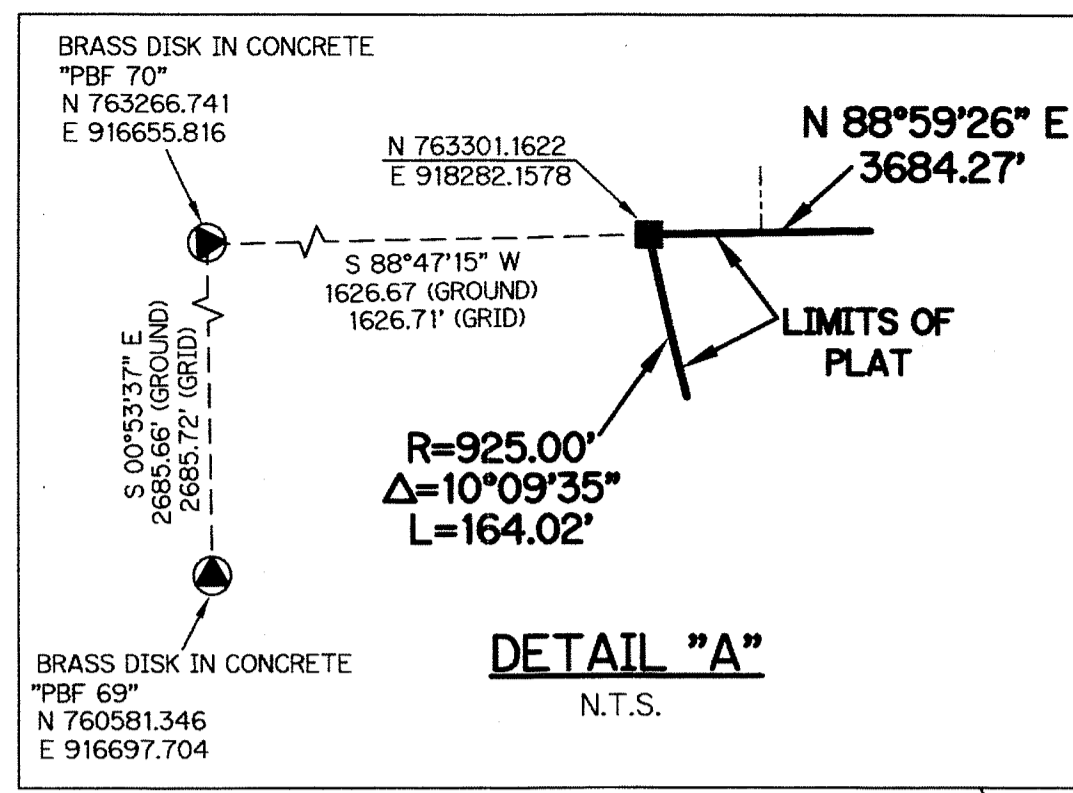 BRASS DISK IN CONCRETE
"PBF 70"
N 763266.741
E 916655.816
N 763301.1622
E 918282.1578
N 88°59'26" E
3684.27'
S 88°47'15" W
1626.67 (GROUND)
1626.71' (GRID)
LIMITS OF
PLAT
S 00°53'37" E
2685.66' (GROUND)
2685.72' (GRID)
R=925.00'
Δ=10°09'35"
L=164.02'
BRASS DISK IN CONCRETE
"PBF 69"
N 760581.346
E 916697.704
DETAIL "A"
N.T.S.